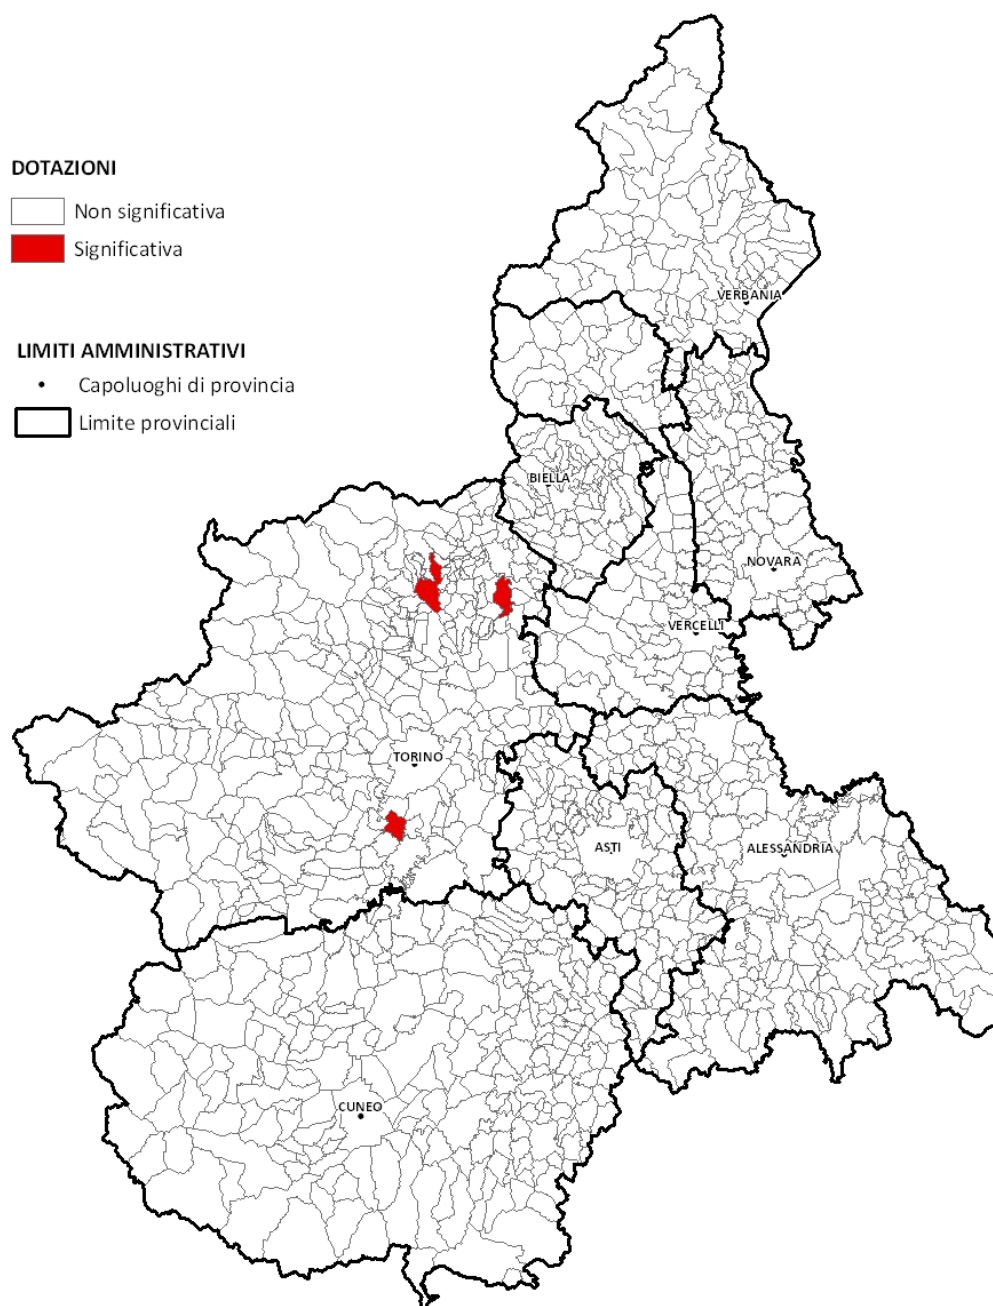 DOTAZIONI
Non significativa
Significativa
LIMITI AMMINISTRATIVI
Capoluoghi di provincia
Limite provinciali
VERBANIA
BIELLA
NOVARA
VERCELLI
TORINO
ASTI
ALESSANDRIA
CUNEO